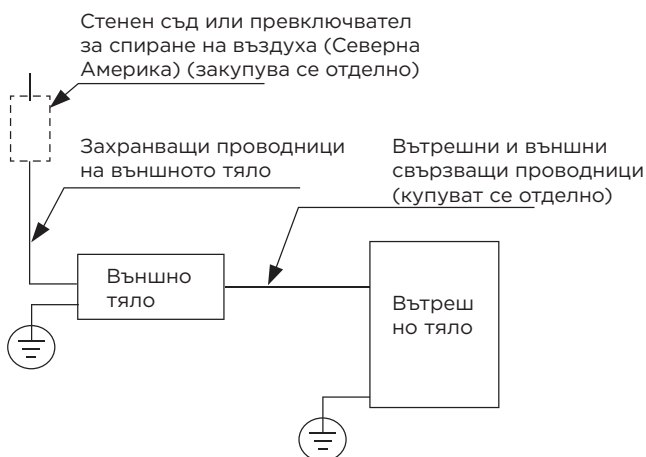 Стенен съд или превключвател
за спиране на въздуха (Северна
Америка) (закупува се отделно)
Захранващи проводници
на външното тяло
Вътрешни и външни
свързващи проводници
(купуват се отделно)
Външно
тяло
Вътреш
но тяло